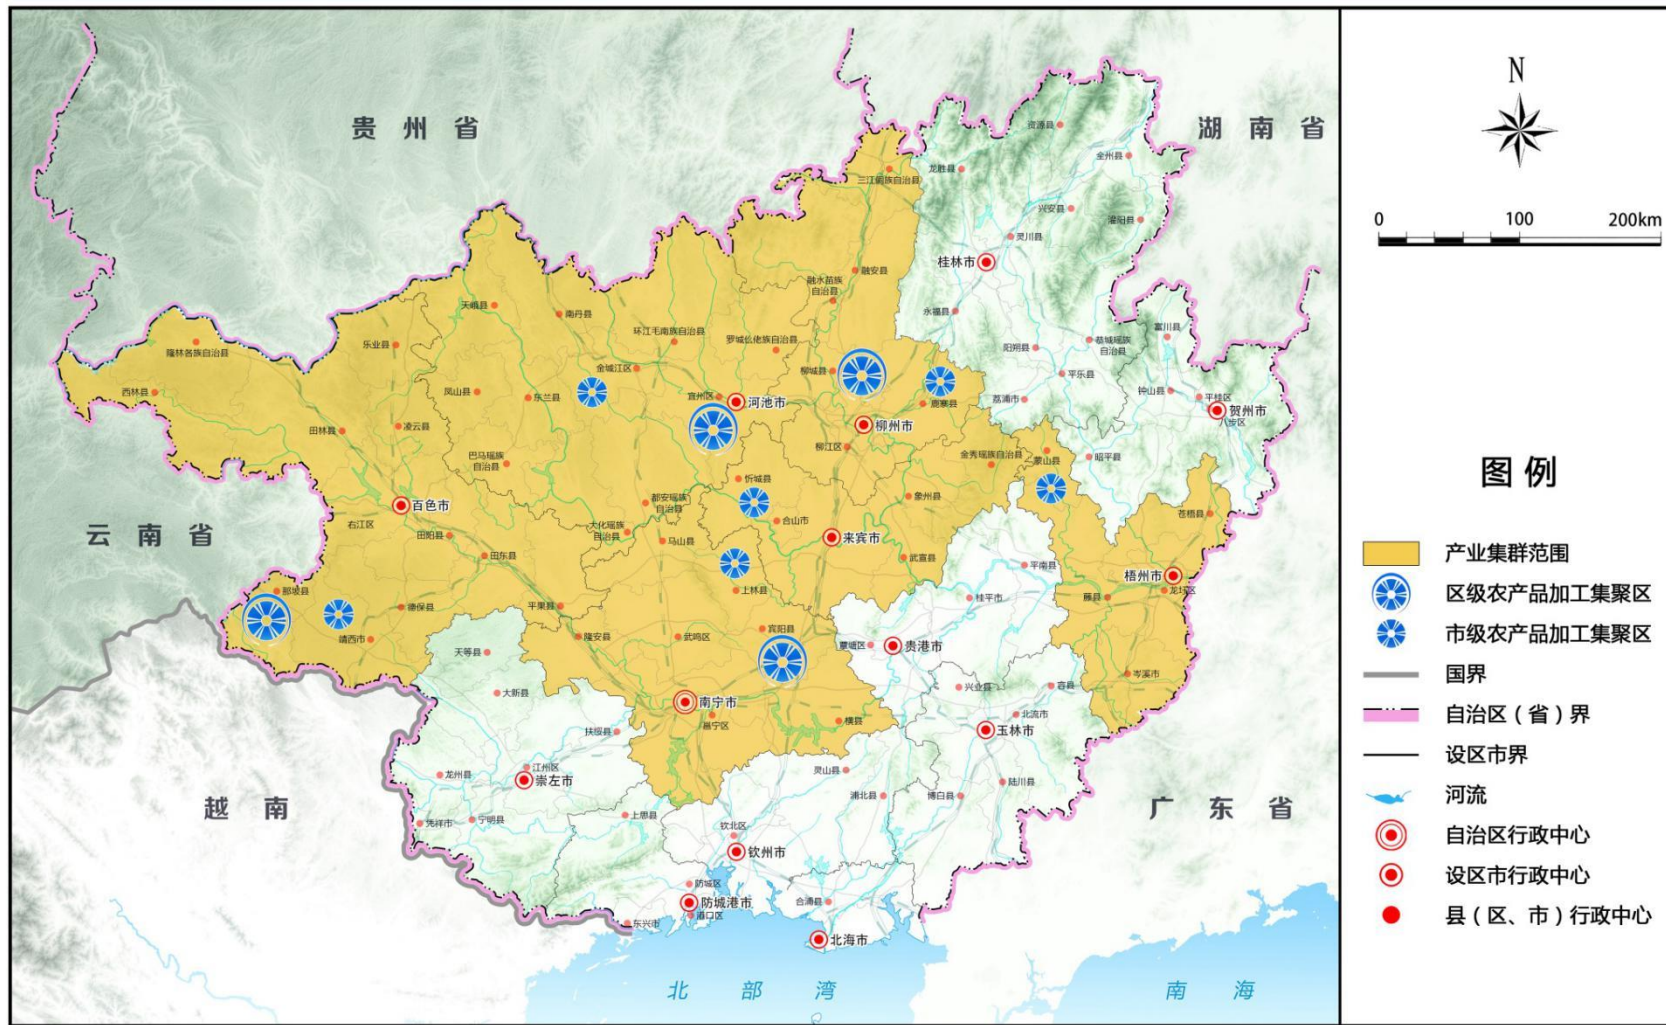 贵州省
湖南省
云南省
越南
广东省
北部湾
南海
资源县
全州县
龙胜县
三江侗族自治县
兴安县
灌阳县
灵川县
桂林市
融安县
融水苗族
自治县
天峨县
南丹县
永福县
环江毛南族自治县
罗城仫佬族自治县
富川县
恭城瑶族
自治县
阳朔县
乐业县
隆林各族自治县
金城江区
柳城县
平乐县
西林县
凤山县
东兰县
宜州区
河池市
鹿寨县
荔浦市
钟山县
平桂区
贺州市
八步区
田林县
凌云县
柳州市
柳江区
巴马瑶族
自治县
金秀瑶族自治县
蒙山县
昭平县
忻城县
都安瑶族
自治县
象州县
百色市
右江区
大化瑶族
自治县
合山市
苍梧县
田阳县
田东县
马山县
来宾市
武宣县
平南县
梧州市
龙圩区
那坡县
德保县
平果县
上林县
桂平市
藤县
靖西市
隆安县
武鸣区
宾阳县
覃塘区
贵港市
天等县
岑溪市
大新县
兴业县
容县
南宁市
邕宁区
横县
北流市
玉林市
扶绥县
江州区
崇左市
龙州县
灵山县
陆川县
浦北县
博白县
凭祥市
宁明县
上思县
钦北区
钦州市
防城区
防城港市
港口区
东兴市
合浦县
北海市
N
0 100 200km
图例
产业集群范围
区级农产品加工集聚区
市级农产品加工集聚区
国界
自治区（省）界
设区市界
河流
自治区行政中心
设区市行政中心
县（区、市）行政中心